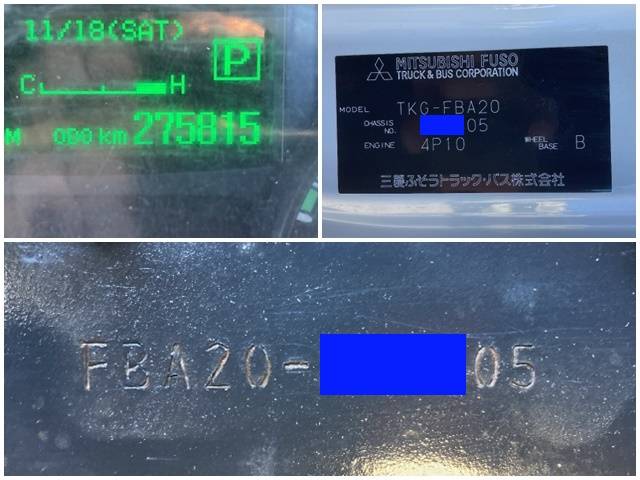 11/18(SAT)
P
C H
M ODO km 275815
MITSUBISHI FUSO
TRUCK & BUS CORPORATION
MODEL TKG-FBA20
CHASSIS NO. 05
ENGINE 4P10 WHEEL BASE B
三菱ふそうトラック・バス株式会社
FBA20- 05